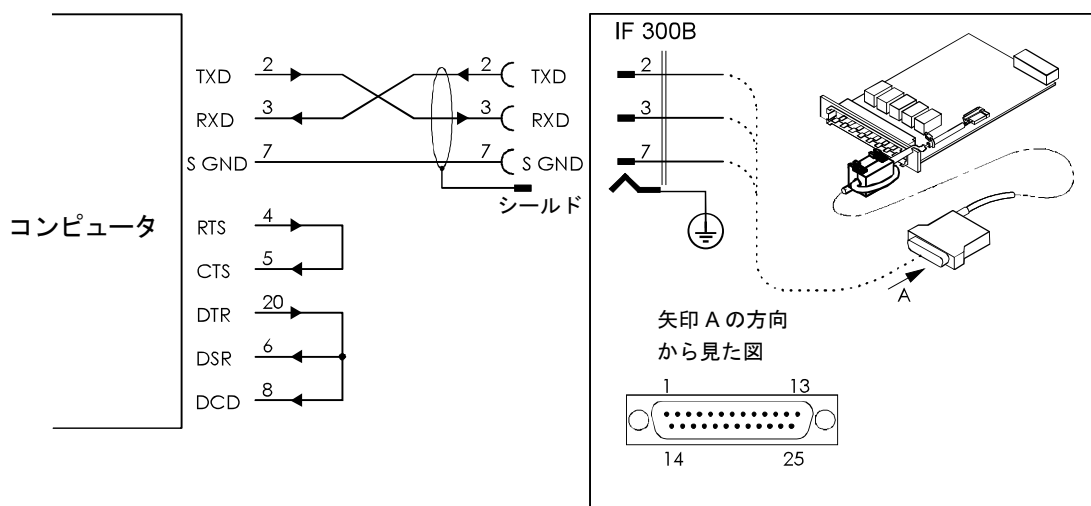 コンピュータ
TXD 2 2 TXD
RXD 3 3 RXD
S GND 7 7 S GND
シールド
RTS 4
CTS 5
DTR 20
DSR 6
DCD 8
IF 300B
2
3
7
A
矢印 A の方向
から見た図
1 13
14 25